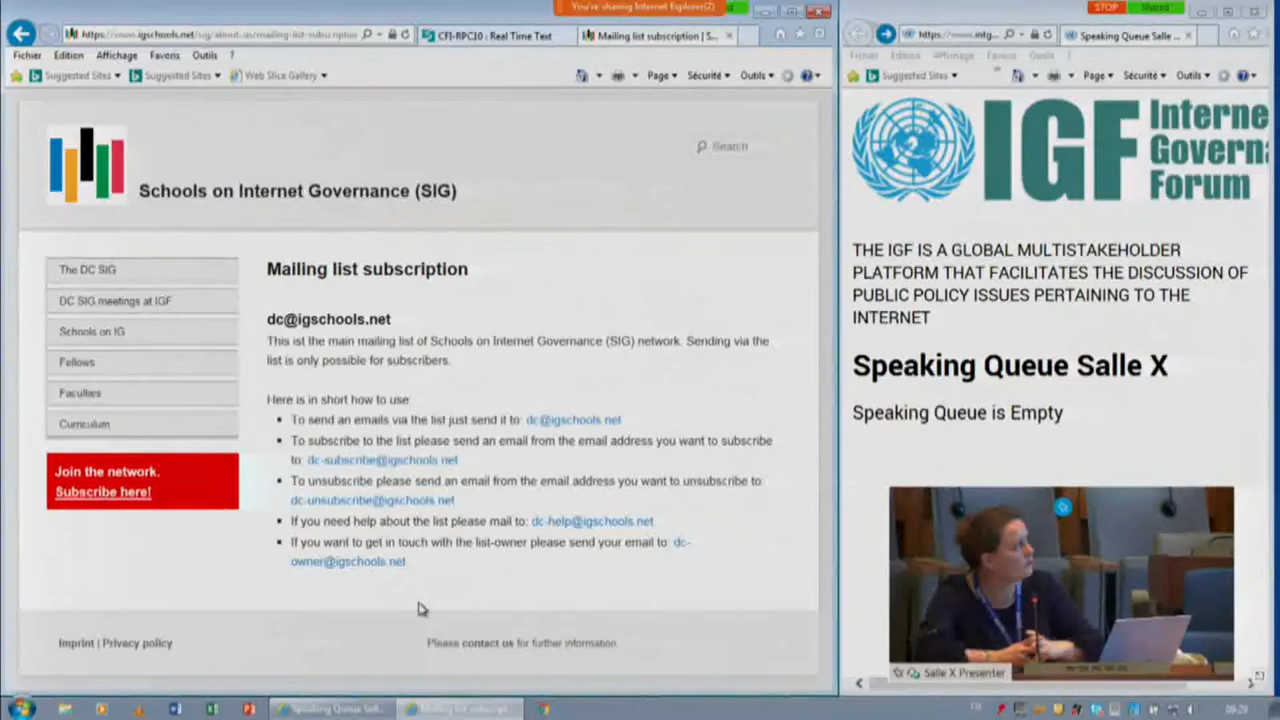 You're sharing Internet Explorer(2)
STOP
Shared
CFI-RPC10 : Real Time Text
Mailing list subscription | S...
https://www.intg...
Speaking Queue Salle ...
Fichier Edition Affichage Favoris Outils ?
Fichier Edition Affichage Favoris Outils
Suggested Sites
Suggested Sites
Web Slice Gallery
Page
Sécurité
Outils
Suggested Sites
Page
Sécurité
Outils
Search
Schools on Internet Governance (SIG)
The DC SIG
DC SIG meetings at IGF
Schools on IG
Fellows
Faculties
Curriculum
Join the network.
Subscribe here!
Mailing list subscription
dc@igschools.net
This ist the main mailing list of Schools on Internet Governance (SIG) network. Sending via the
list is only possible for subscribers.
Here is in short how to use:
To send an emails via the list just send it to: dc@igschools.net
To subscribe to the list please send an email from the email address you want to subscribe
to: dc-subscribe@igschools.net
To unsubscribe please send an email from the email address you want to unsubscribe to:
dc-unsubscribe@igschools.net
If you need help about the list please mail to: dc-help@igschools.net
If you want to get in touch with the list-owner please send your email to: dc-
owner@igschools.net
Imprint | Privacy policy
Please contact us for further information
IGF
Interne
Govern
Forum
THE IGF IS A GLOBAL MULTISTAKEHOLDER
PLATFORM THAT FACILITATES THE DISCUSSION OF
PUBLIC POLICY ISSUES PERTAINING TO THE
INTERNET
Speaking Queue Salle X
Speaking Queue is Empty
Salle X Presenter
Speaking Queue Sall...
Mailing list subscripti...
FR